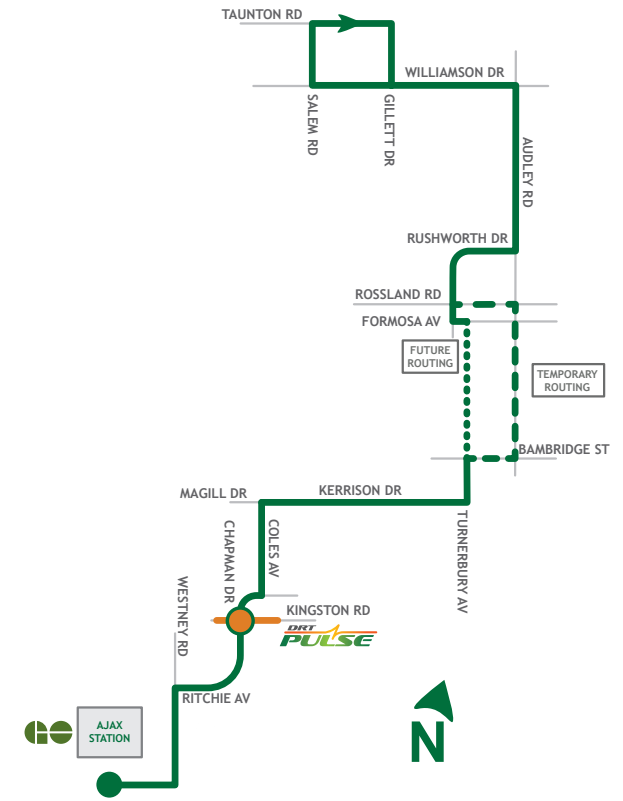 TAUNTON RD
WILLIAMSON DR
SALEM RD
GILLETT DR
AUDLEY RD
RUSHWORTH DR
ROSSLAND RD
FORMOSA AV
FUTURE
ROUTING
TEMPORARY
ROUTING
BAMBRIDGE ST
MAGILL DR
KERRISON DR
CHAPMAN DR
COLES AV
TURNERBURY AV
WESTNEY RD
KINGSTON RD
DRT
PULSE
RITCHIE AV
GO
AJAX
STATION
N